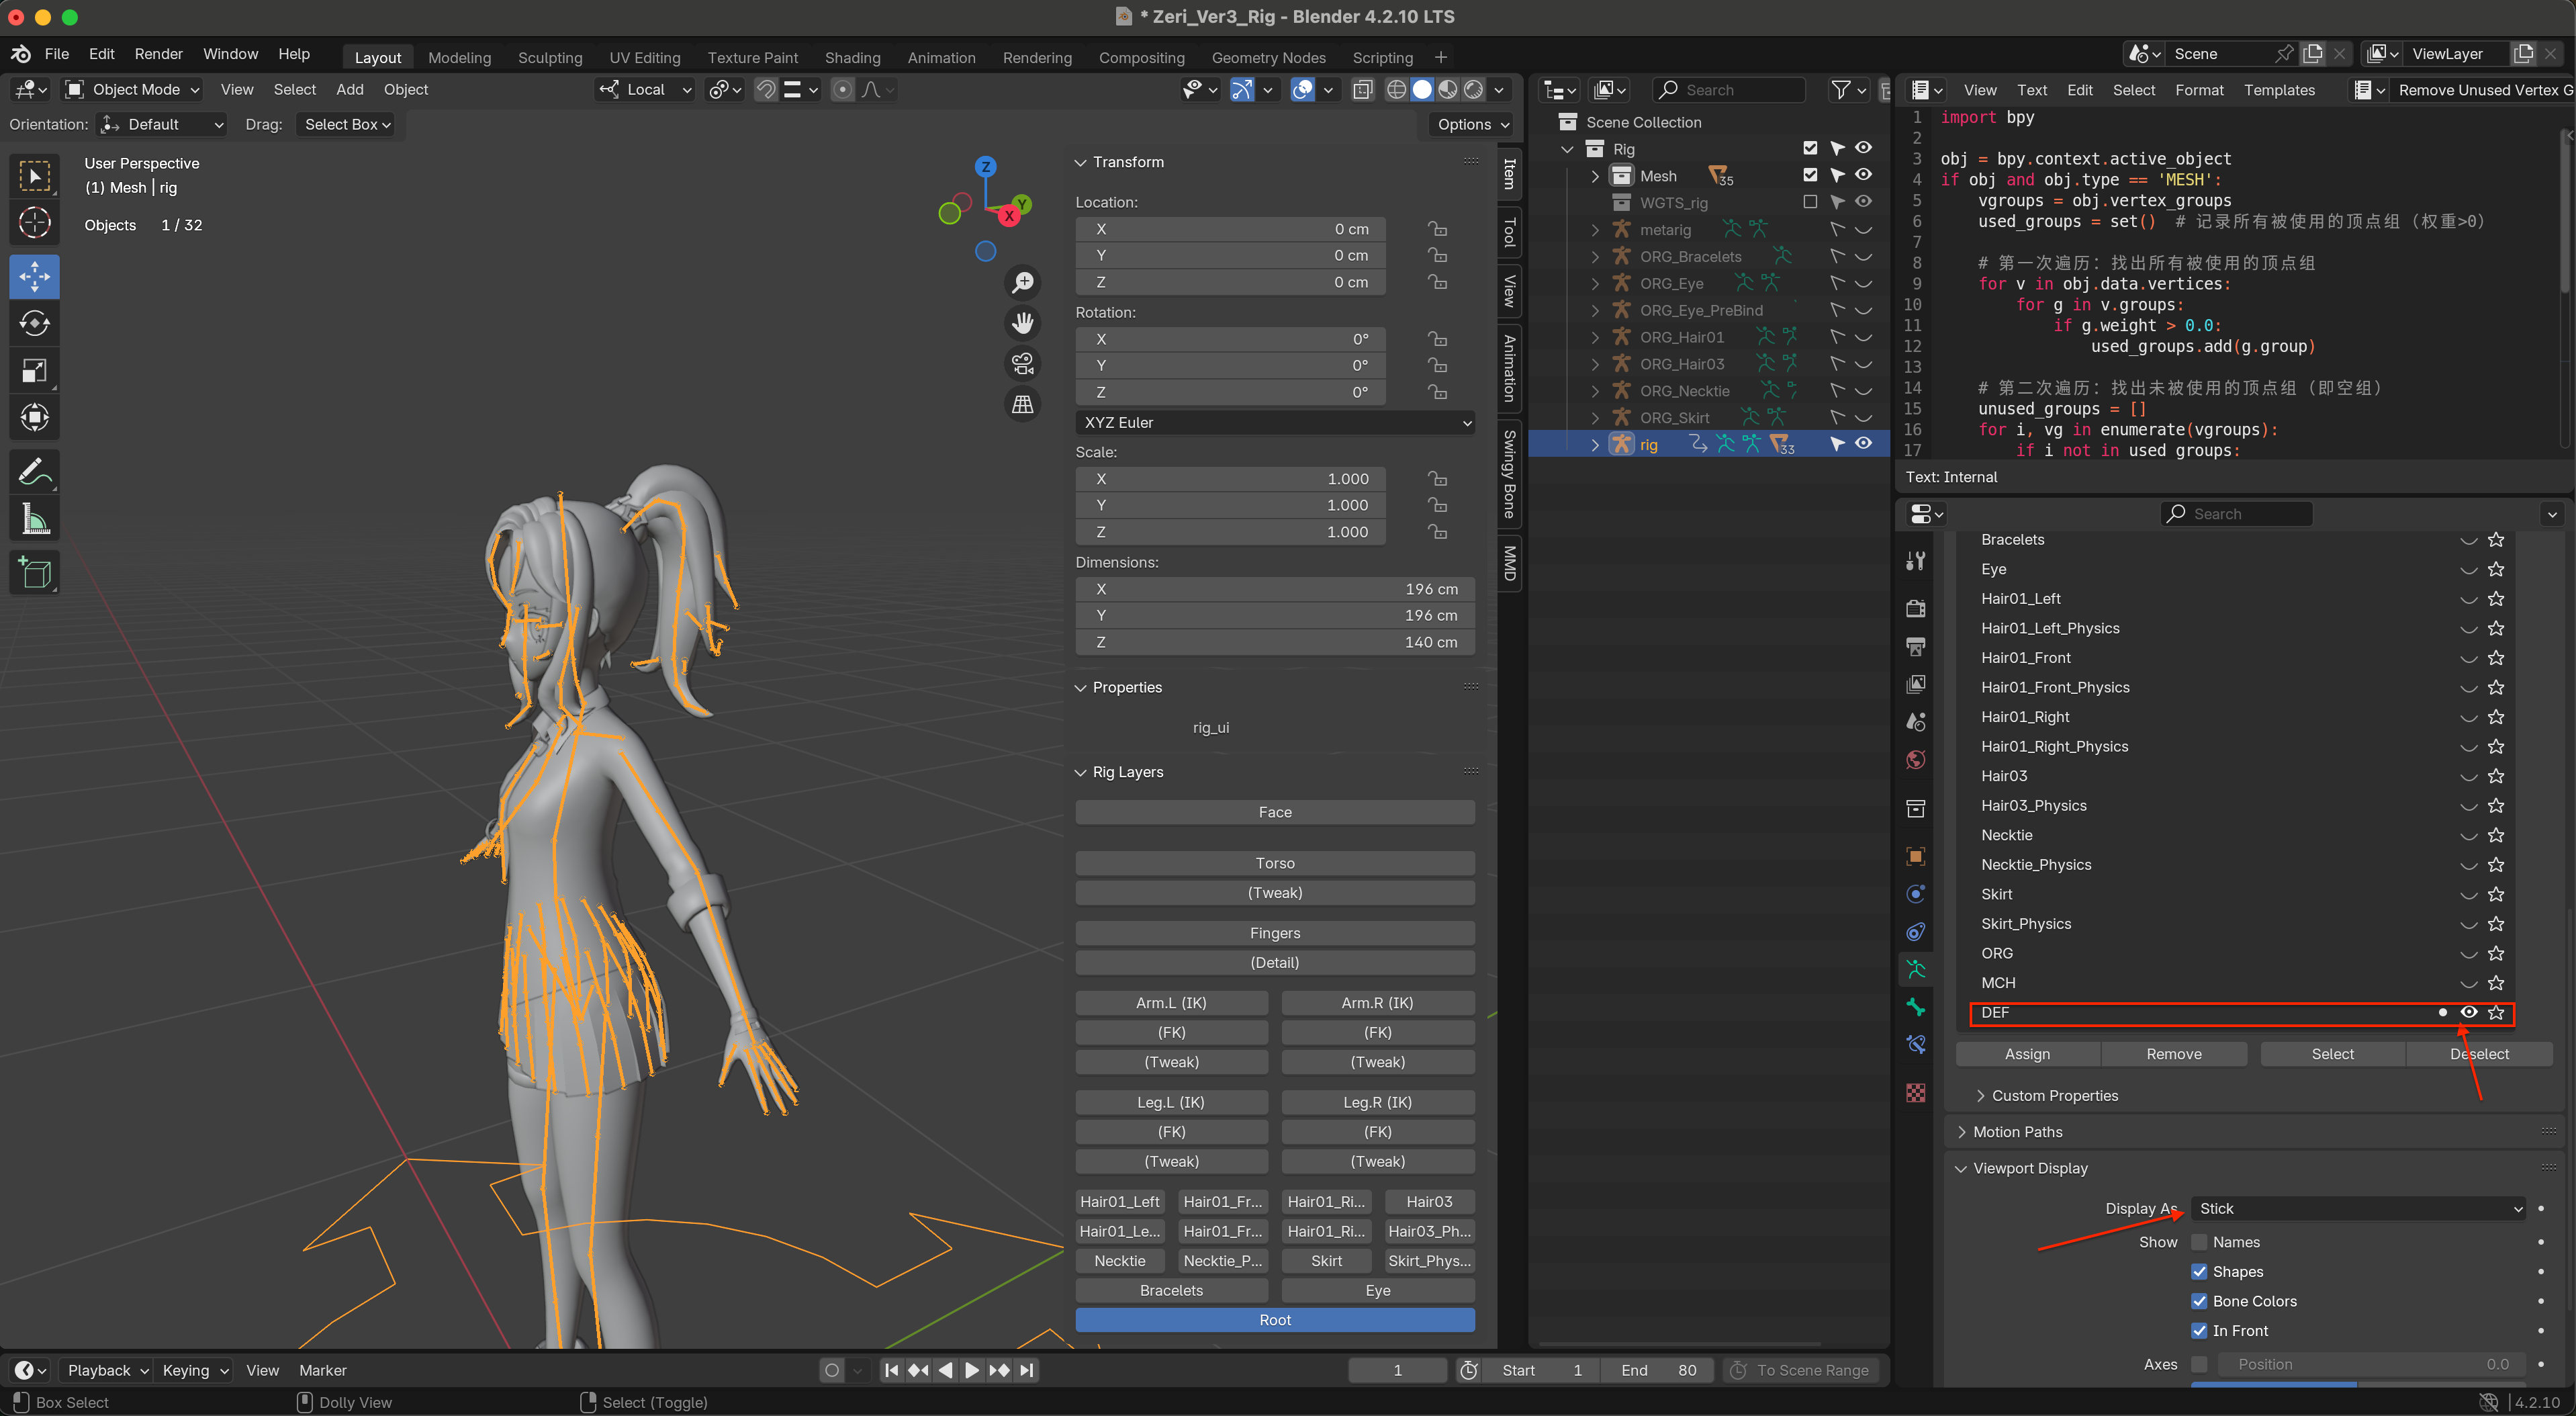 * Zeri_Ver3_Rig - Blender 4.2.10 LTS
File Edit Render Window Help Layout Modeling Sculpting UV Editing Texture Paint Shading Animation Rendering Compositing Geometry Nodes Scripting + Scene ViewLayer
Object Mode View Select Add Object Local Options
Orientation: Default Drag: Select Box
User Perspective
(1) Mesh | rig
Objects 1 / 32
Z
Y
X
Transform
Location:
X 0 cm
Y 0 cm
Z 0 cm
Rotation:
X 0°
Y 0°
Z 0°
XYZ Euler
Scale:
X 1.000
Y 1.000
Z 1.000
Dimensions:
X 196 cm
Y 196 cm
Z 140 cm
Properties
rig_ui
Rig Layers
Face
Torso
(Tweak)
Fingers
(Detail)
Arm.L (IK) Arm.R (IK)
(FK) (FK)
(Tweak) (Tweak)
Leg.L (IK) Leg.R (IK)
(FK) (FK)
(Tweak) (Tweak)
Hair01_Left Hair01_Fr... Hair01_Ri... Hair03
Hair01_Le... Hair01_Fr... Hair01_Ri... Hair03_Ph...
Necktie Necktie_P... Skirt Skirt_Phys...
Bracelets Eye
Root
Item
Tool
View
Animation
Swingy Bone
MMD
Search
Scene Collection
Rig
Mesh 35
WGTS_rig
metarig
ORG_Bracelets
ORG_Eye
ORG_Eye_PreBind
ORG_Hair01
ORG_Hair03
ORG_Necktie
ORG_Skirt
rig 33
View Text Edit Select Format Templates Remove Unused Vertex G
1 import bpy
2
3 obj = bpy.context.active_object
4 if obj and obj.type == 'MESH':
5 vgroups = obj.vertex_groups
6 used_groups = set() # 记录所有被使用的顶点组（权重>0）
7
8 # 第一次遍历：找出所有被使用的顶点组
9 for v in obj.data.vertices:
10 for g in v.groups:
11 if g.weight > 0.0:
12 used_groups.add(g.group)
13
14 # 第二次遍历：找出未被使用的顶点组（即空组）
15 unused_groups = []
16 for i, vg in enumerate(vgroups):
17 if i not in used_groups:
Text: Internal
Search
Bracelets
Eye
Hair01_Left
Hair01_Left_Physics
Hair01_Front
Hair01_Front_Physics
Hair01_Right
Hair01_Right_Physics
Hair03
Hair03_Physics
Necktie
Necktie_Physics
Skirt
Skirt_Physics
ORG
MCH
DEF
Assign Remove Select Deselect
Custom Properties
Motion Paths
Viewport Display
Display As Stick
Show Names
Shapes
Bone Colors
In Front
Axes Position 0.0
Playback Keying View Marker 1 Start 1 End 80 To Scene Range
Box Select Dolly View Select (Toggle) 4.2.10